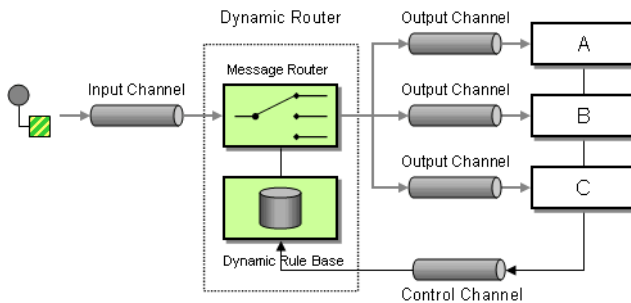 Dynamic Router
Output Channel
A
Input Channel
Message Router
Output Channel
B
Output Channel
C
Dynamic Rule Base
Control Channel